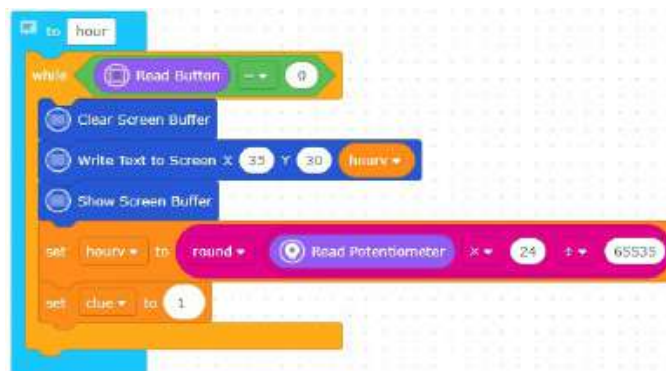 to hour
while Read Button = 0
Clear Screen Buffer
Write Text to Screen X 35 Y 30 hourv
Show Screen Buffer
set hourv to round Read Potentiometer × 24 ÷ 65535
set clue to 1